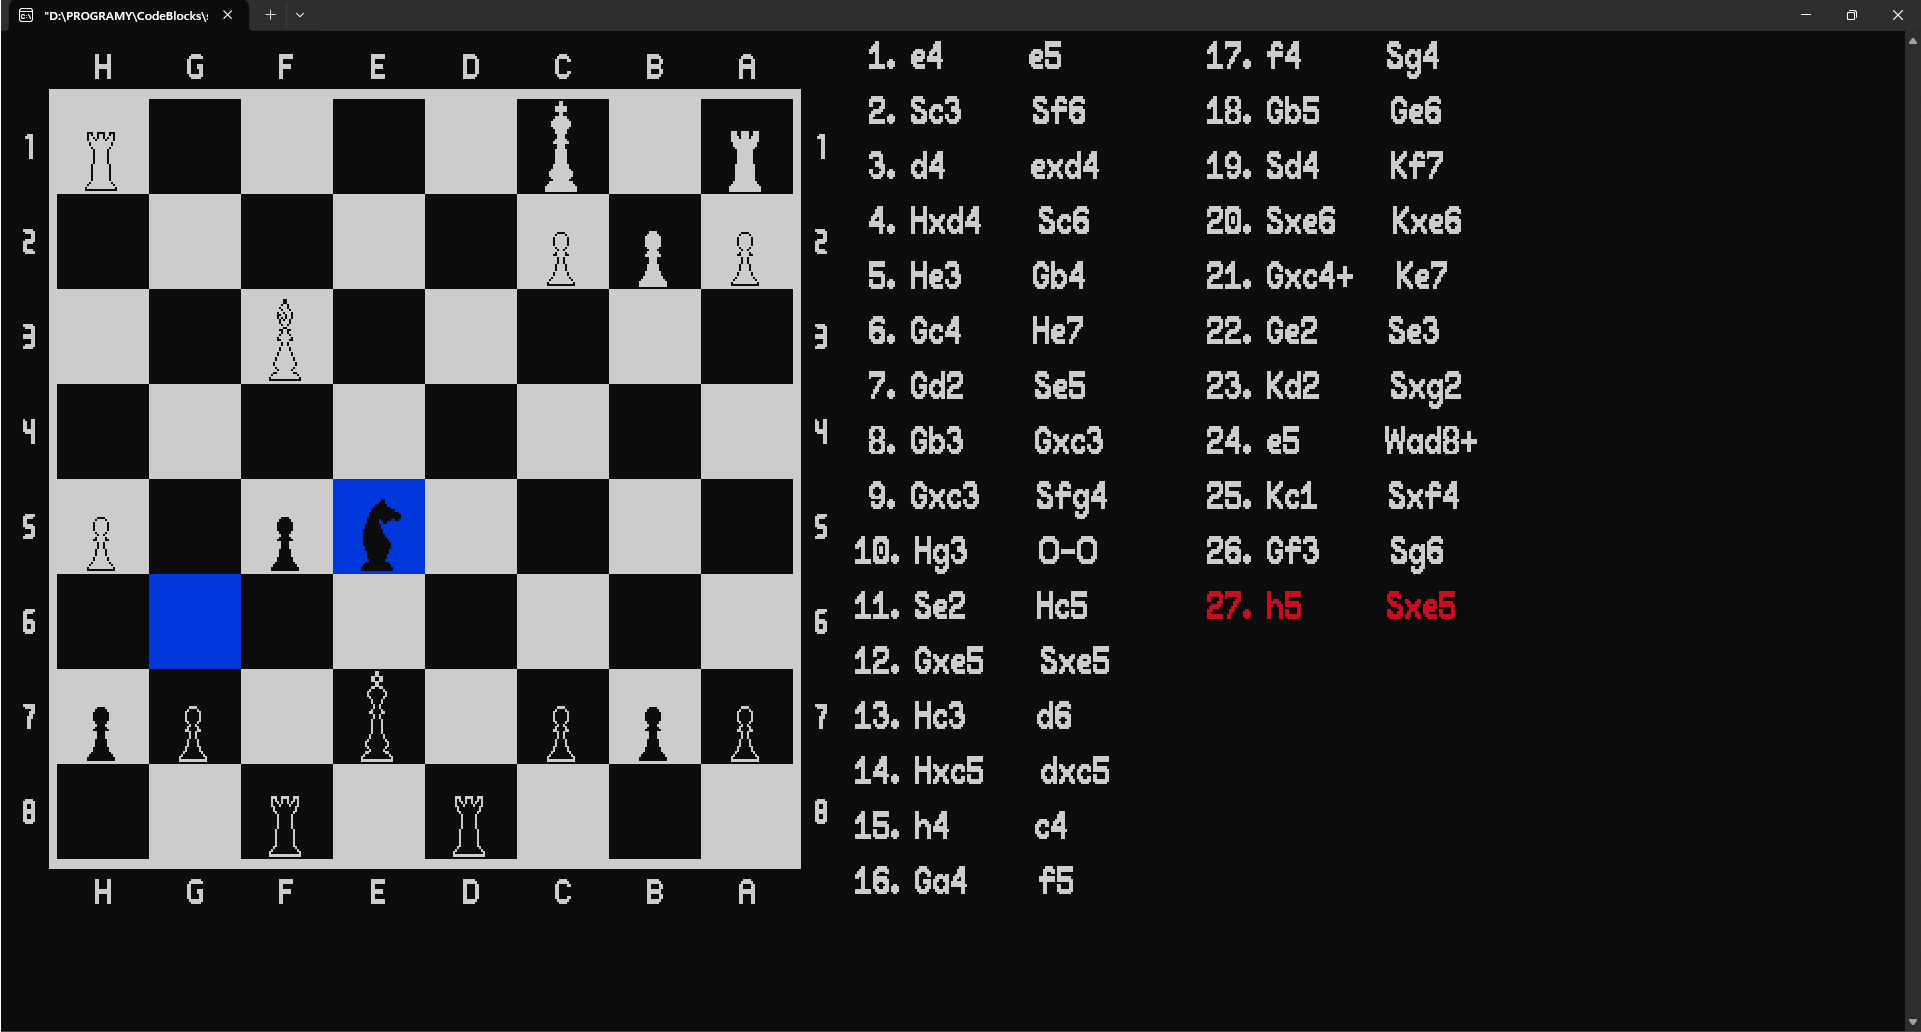 "D:\PROGRAMY\CodeBlocks\s
H G F E D C B A
1 1
2 2
3 3
4 4
5 5
6 6
7 7
8 8
H G F E D C B A
1. e4 e5
2. Sc3 Sf6
3. d4 exd4
4. Hxd4 Sc6
5. He3 Gb4
6. Gc4 He7
7. Gd2 Se5
8. Gb3 Gxc3
9. Gxc3 Sfg4
10. Hg3 O-O
11. Se2 Hc5
12. Gxe5 Sxe5
13. Hc3 d6
14. Hxc5 dxc5
15. h4 c4
16. Ga4 f5
17. f4 Sg4
18. Gb5 Ge6
19. Sd4 Kf7
20. Sxe6 Kxe6
21. Gxc4+ Ke7
22. Ge2 Se3
23. Kd2 Sxg2
24. e5 Wad8+
25. Kc1 Sxf4
26. Gf3 Sg6
27. h5 Sxe5